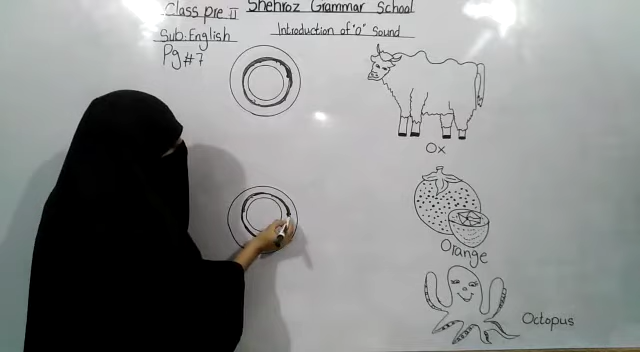 Class pre II Shehroz Grammar School
Sub: English Introduction of "O" Sound
Pg #7
Ox
Orange
Octopus